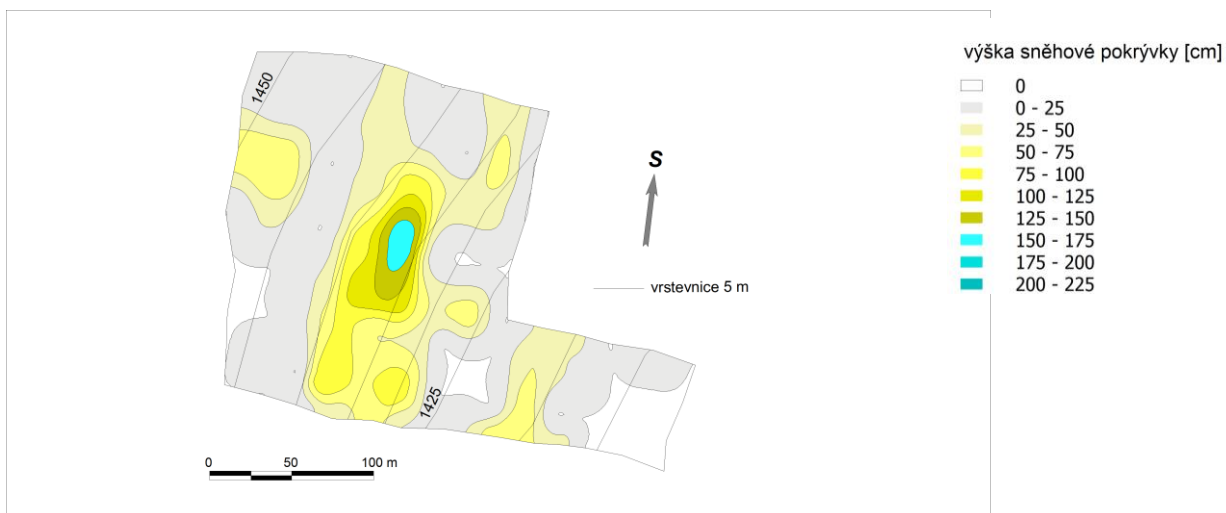 výška sněhové pokrývky [cm]
0
0 - 25
25 - 50
50 - 75
75 - 100
100 - 125
125 - 150
150 - 175
175 - 200
200 - 225
1450
S
vrstevnice 5 m
1425
0 50 100 m